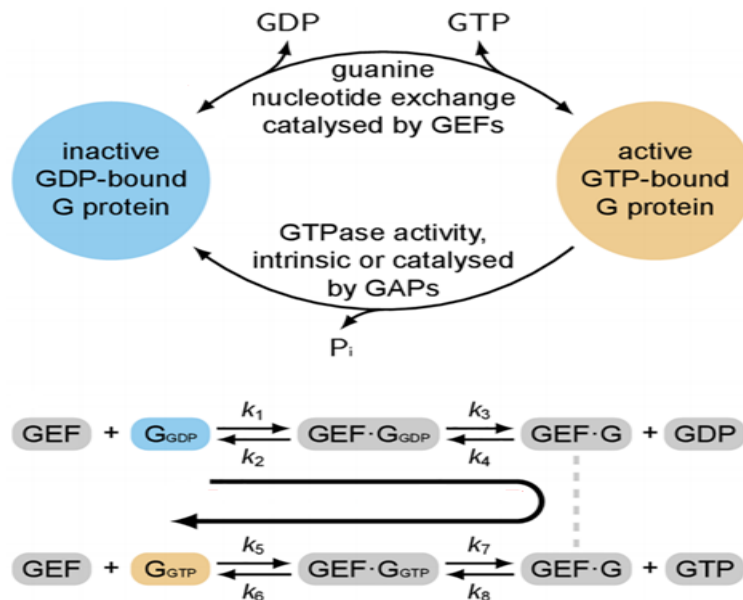 GDP GTP
guanine
nucleotide exchange
catalysed by GEFs
inactive
GDP-bound
G protein
active
GTP-bound
G protein
GTPase activity,
intrinsic or catalysed
by GAPs
Pi
k1 k3
GEF + GGDP GEF·GGDP GEF·G + GDP
k2 k4
k5 k7
GEF + GGTP GEF·GGTP GEF·G + GTP
k6 k8